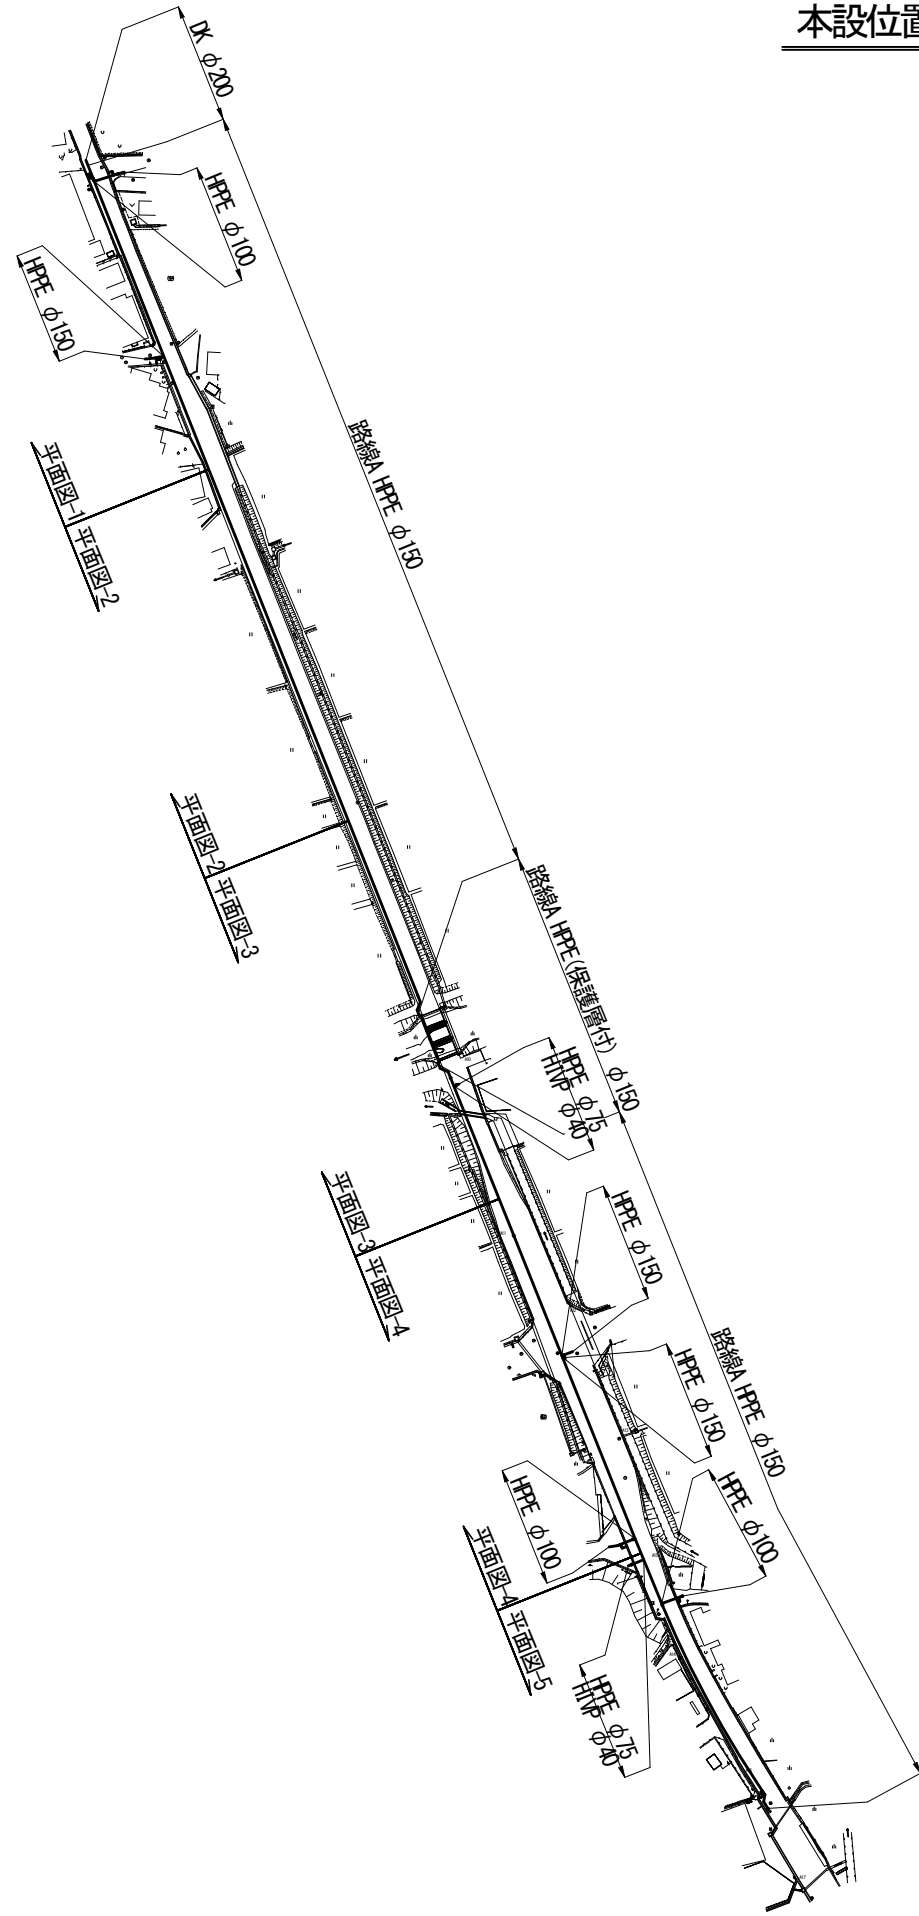 本設位置
DK φ200
HPPE φ100
HPPE φ150
路線A HPPE φ150
平面図-1
平面図-2
平面図-2
平面図-3
路線A HPPE(保護層付) φ150
HPPE φ75
HIVP φ40
平面図-3
平面図-4
HPPE φ150
HPPE φ150
路線A HPPE φ150
HPPE φ100
HPPE φ100
平面図-4
平面図-5
HPPE φ75
HIVP φ40